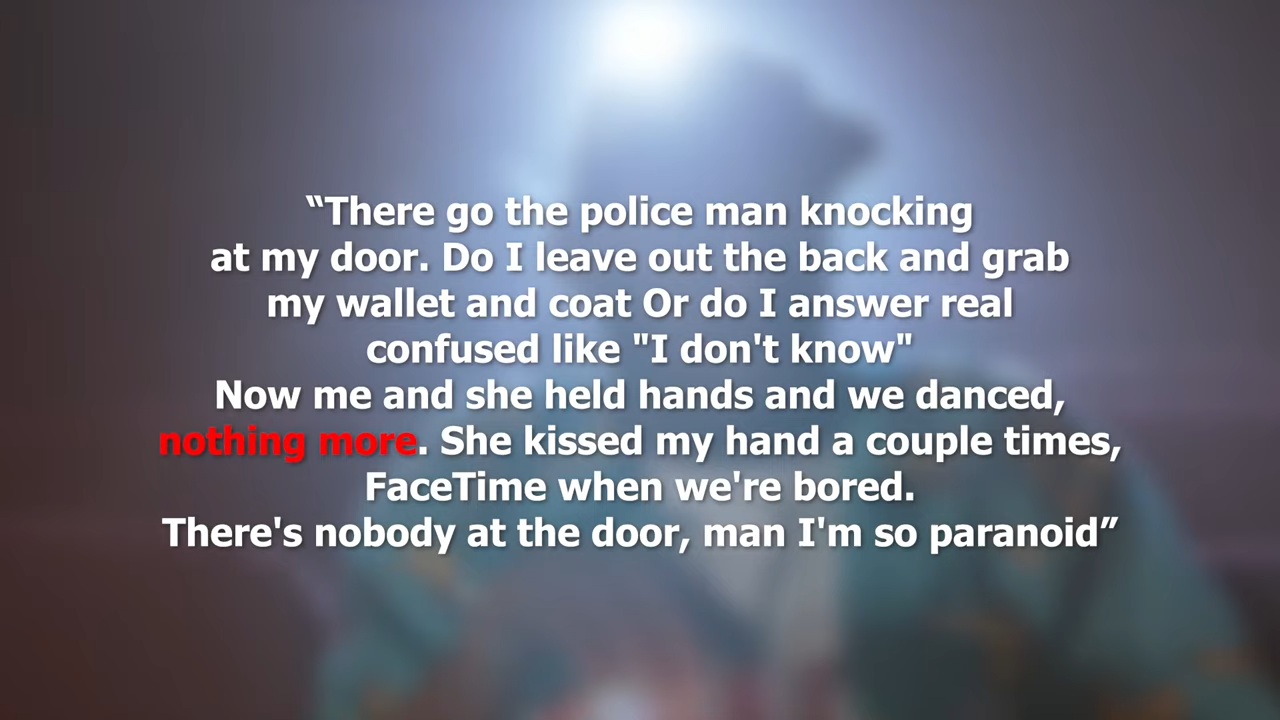 “There go the police man knocking
at my door. Do I leave out the back and grab
my wallet and coat Or do I answer real
confused like "I don't know"
Now me and she held hands and we danced,
nothing more. She kissed my hand a couple times,
FaceTime when we're bored.
There's nobody at the door, man I'm so paranoid”